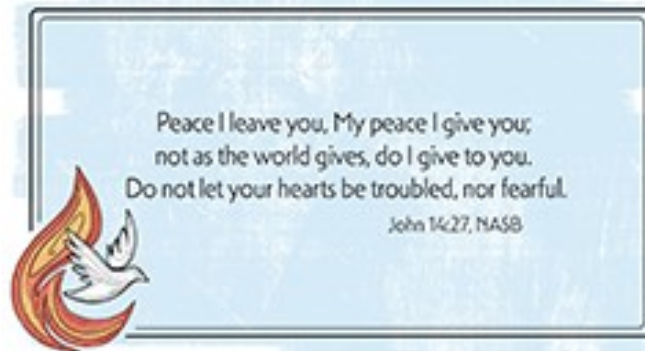 Peace I leave you, My peace I give you;
not as the world gives, do I give to you.
Do not let your hearts be troubled, nor fearful.
John 14:27, NASB